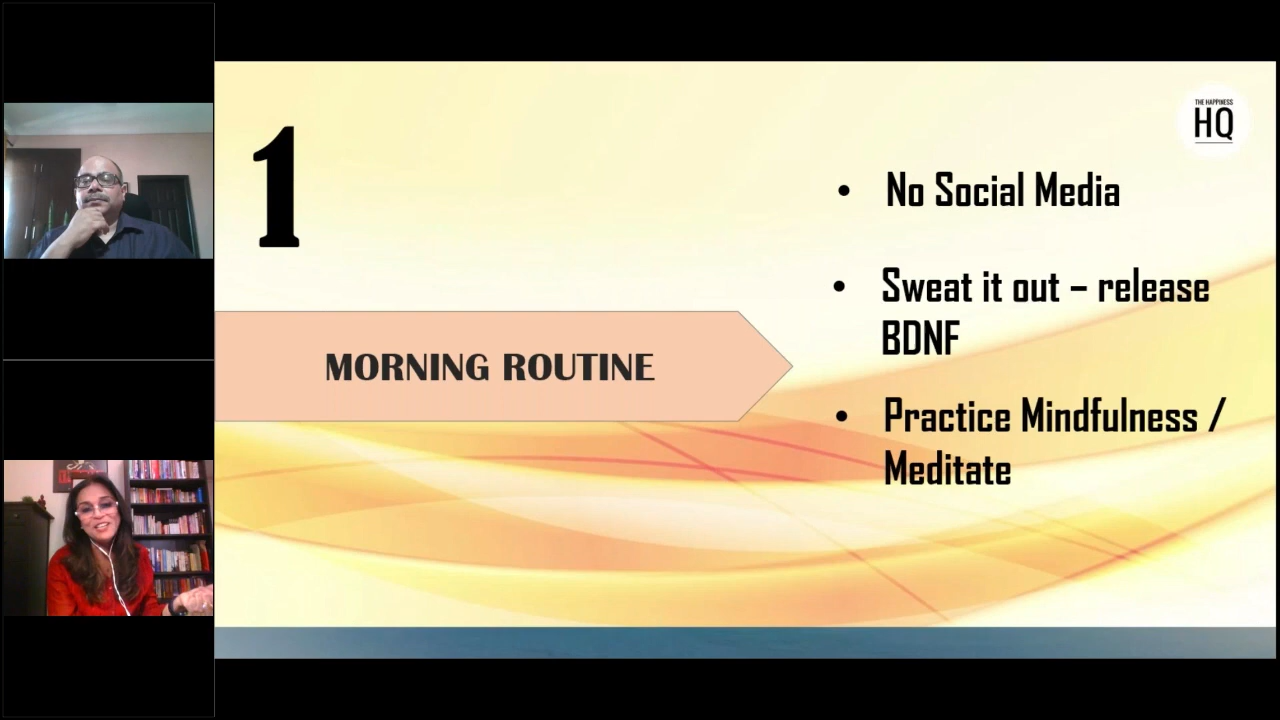 THE HAPPINESS
HQ
1
MORNING ROUTINE
• No Social Media
• Sweat it out – release
BDNF
• Practice Mindfulness /
Meditate